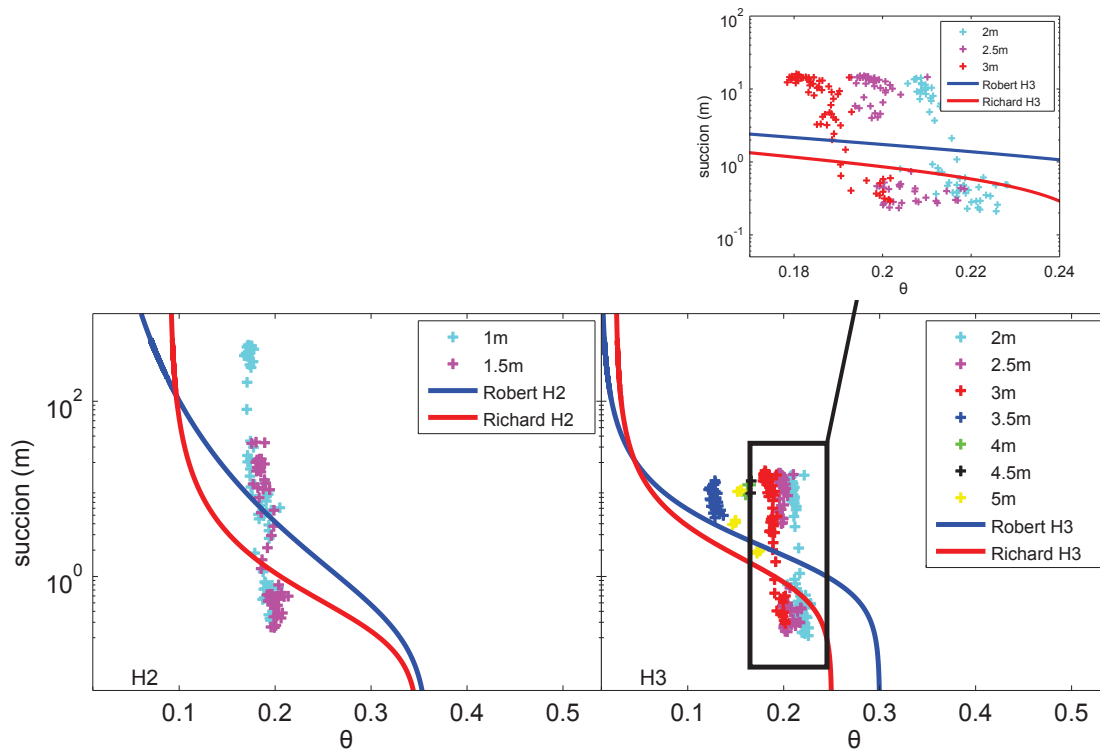 10^2
10^1
10^0
10^-1
succion (m)
2m
2.5m
3m
Robert H3
Richard H3
0.18
0.2
0.22
0.24
θ
10^2
10^0
succion (m)
1m
1.5m
Robert H2
Richard H2
H2
0.1
0.2
0.3
0.4
0.5
θ
2m
2.5m
3m
3.5m
4m
4.5m
5m
Robert H3
Richard H3
H3
0.1
0.2
0.3
0.4
0.5
θ